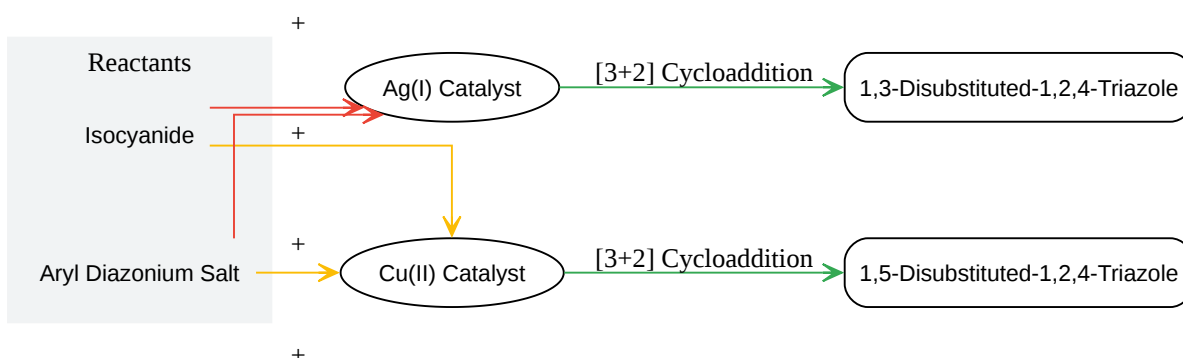 +
Reactants
Ag(I) Catalyst
[3+2] Cycloaddition
1,3-Disubstituted-1,2,4-Triazole
Isocyanide
+
+
Aryl Diazonium Salt
Cu(II) Catalyst
[3+2] Cycloaddition
1,5-Disubstituted-1,2,4-Triazole
+